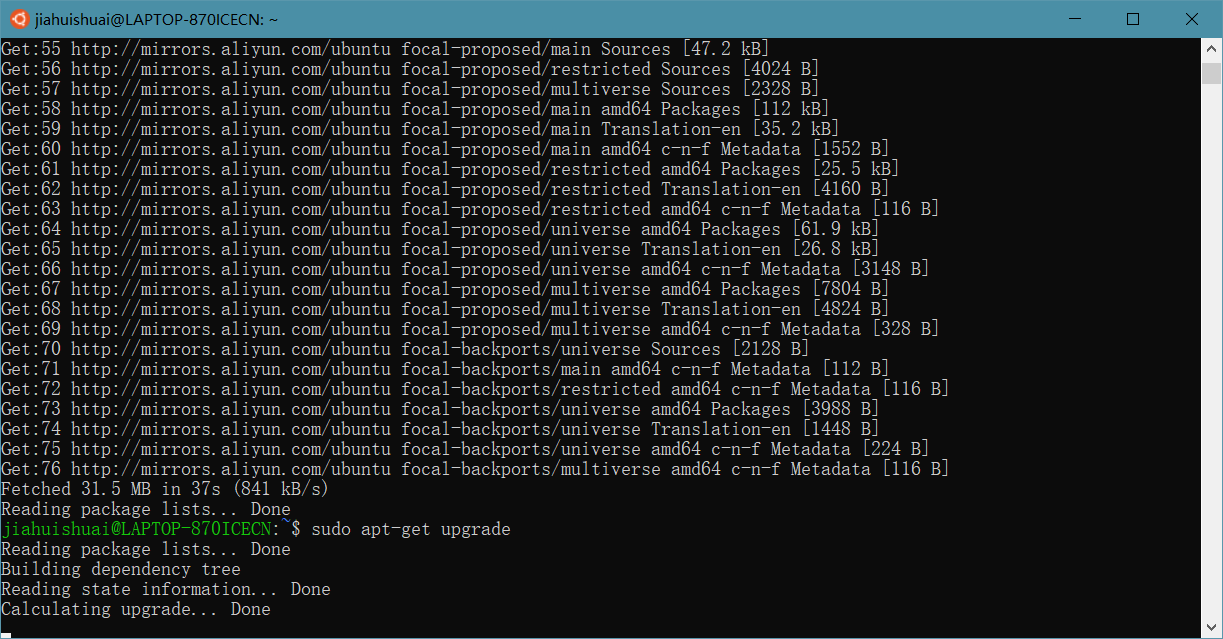 jiahuishuai@LAPTOP-870ICECN: ~
Get:55 http://mirrors.aliyun.com/ubuntu focal-proposed/main Sources [47.2 kB]
Get:56 http://mirrors.aliyun.com/ubuntu focal-proposed/restricted Sources [4024 B]
Get:57 http://mirrors.aliyun.com/ubuntu focal-proposed/multiverse Sources [2328 B]
Get:58 http://mirrors.aliyun.com/ubuntu focal-proposed/main amd64 Packages [112 kB]
Get:59 http://mirrors.aliyun.com/ubuntu focal-proposed/main Translation-en [35.2 kB]
Get:60 http://mirrors.aliyun.com/ubuntu focal-proposed/main amd64 c-n-f Metadata [1552 B]
Get:61 http://mirrors.aliyun.com/ubuntu focal-proposed/restricted amd64 Packages [25.5 kB]
Get:62 http://mirrors.aliyun.com/ubuntu focal-proposed/restricted Translation-en [4160 B]
Get:63 http://mirrors.aliyun.com/ubuntu focal-proposed/restricted amd64 c-n-f Metadata [116 B]
Get:64 http://mirrors.aliyun.com/ubuntu focal-proposed/universe amd64 Packages [61.9 kB]
Get:65 http://mirrors.aliyun.com/ubuntu focal-proposed/universe Translation-en [26.8 kB]
Get:66 http://mirrors.aliyun.com/ubuntu focal-proposed/universe amd64 c-n-f Metadata [3148 B]
Get:67 http://mirrors.aliyun.com/ubuntu focal-proposed/multiverse amd64 Packages [7804 B]
Get:68 http://mirrors.aliyun.com/ubuntu focal-proposed/multiverse Translation-en [4824 B]
Get:69 http://mirrors.aliyun.com/ubuntu focal-proposed/multiverse amd64 c-n-f Metadata [328 B]
Get:70 http://mirrors.aliyun.com/ubuntu focal-backports/universe Sources [2128 B]
Get:71 http://mirrors.aliyun.com/ubuntu focal-backports/main amd64 c-n-f Metadata [112 B]
Get:72 http://mirrors.aliyun.com/ubuntu focal-backports/restricted amd64 c-n-f Metadata [116 B]
Get:73 http://mirrors.aliyun.com/ubuntu focal-backports/universe amd64 Packages [3988 B]
Get:74 http://mirrors.aliyun.com/ubuntu focal-backports/universe Translation-en [1448 B]
Get:75 http://mirrors.aliyun.com/ubuntu focal-backports/universe amd64 c-n-f Metadata [224 B]
Get:76 http://mirrors.aliyun.com/ubuntu focal-backports/multiverse amd64 c-n-f Metadata [116 B]
Fetched 31.5 MB in 37s (841 kB/s)
Reading package lists... Done
jiahuishuai@LAPTOP-870ICECN:~$ sudo apt-get upgrade
Reading package lists... Done
Building dependency tree
Reading state information... Done
Calculating upgrade... Done